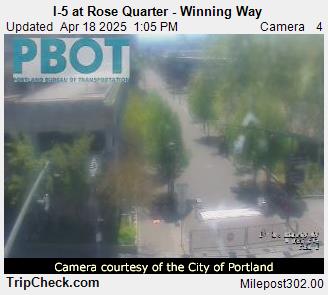 I-5 at Rose Quarter - Winning Way
Updated Apr 18 2025 1:05 PM Camera 4
PBOT
PORTLAND BUREAU OF TRANSPORTATION
Camera courtesy of the City of Portland
TripCheck.com Milepost302.00